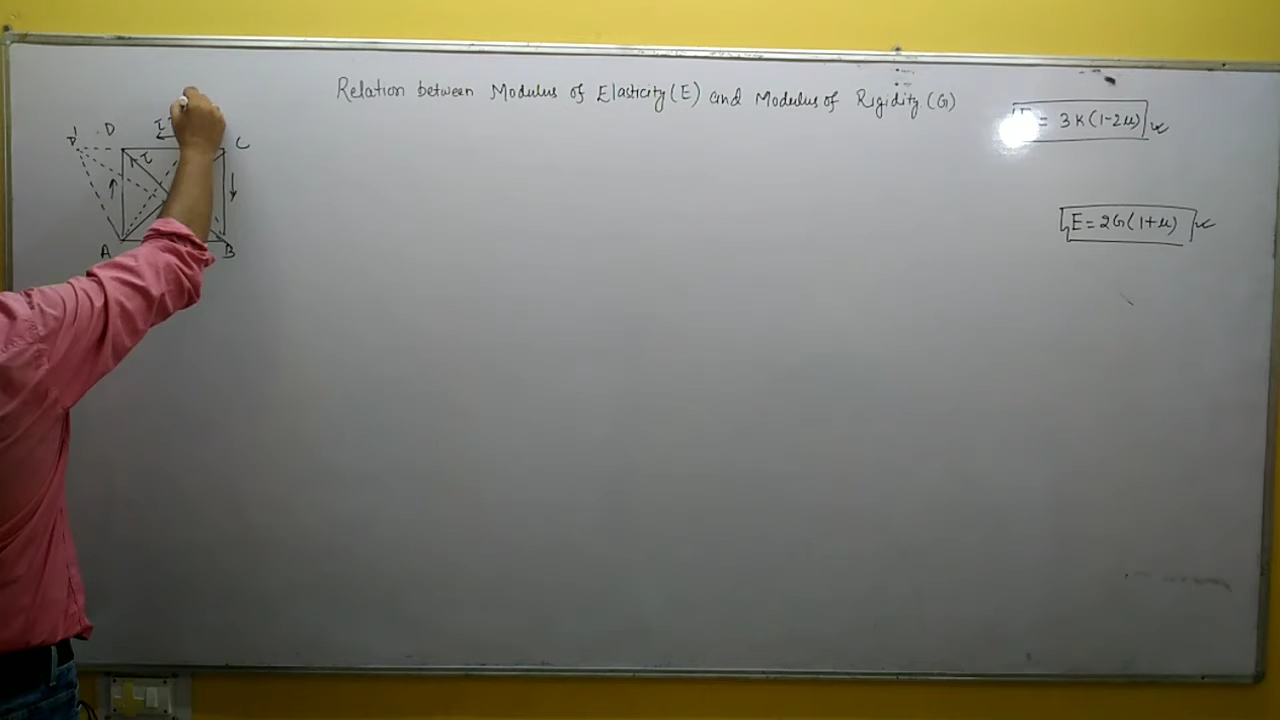 Relation between Modulus of Elasticity (E) and Modulus of Rigidity (G)
= 3K(1-2μ)
E = 2G(1+μ)
D' D C
τ
τ
A B